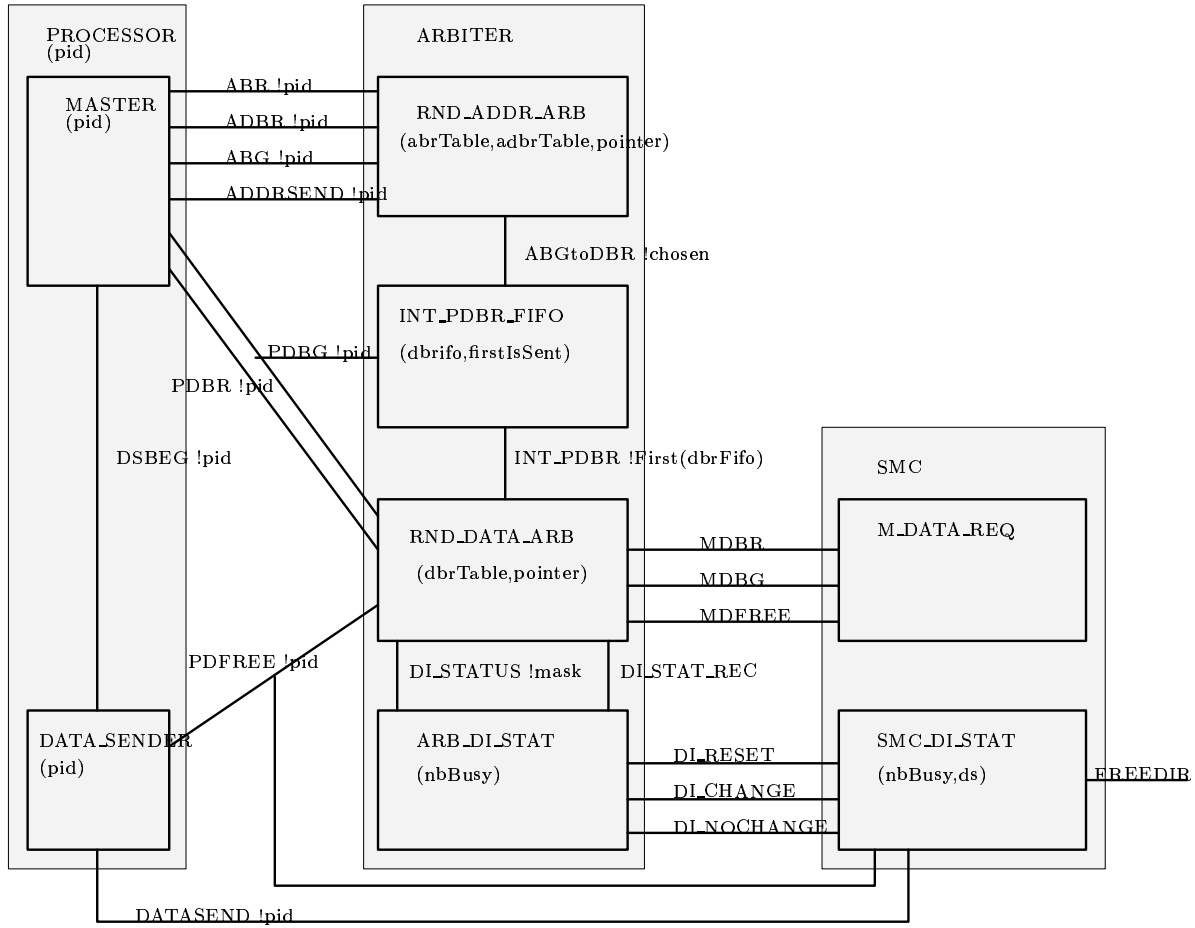 PROCESSOR
(pid)
ARBITER
MASTER
(pid)
ABR !pid
ADBR !pid
ABG !pid
ADDRSEND !pid
RND_ADDR_ARB
(abrTable,adbrTable,pointer)
ABGtoDBR !chosen
INT_PDBR_FIFO
(dbrifo,firstIsSent)
PDBG !pid
PDBR !pid
DSBEG !pid
INT_PDBR !First(dbrFifo)
SMC
RND_DATA_ARB
(dbrTable,pointer)
MDBR
MDBG
MDFREE
M_DATA_REQ
PDFREE !pid
DI_STATUS !mask
DI_STAT_REC
DATA_SENDER
(pid)
ARB_DI_STAT
(nbBusy)
DI_RESET
DI_CHANGE
DI_NOCHANGE
SMC_DI_STAT
(nbBusy,ds)
FREEDIR
DATASEND !pid